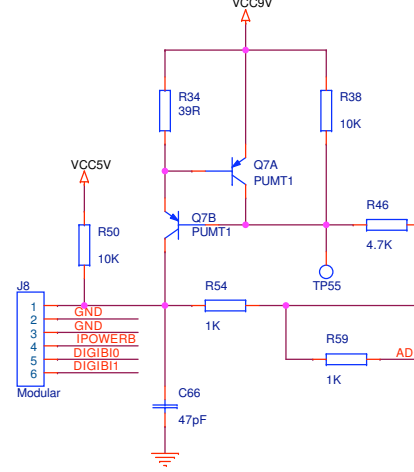 VCC9V
R34
39R
R38
10K
VCC5V
Q7A
PUMT1
Q7B
PUMT1
R46
4.7K
R50
10K
TP55
J8
R54
1K
1
GND
2
GND
3
IPOWERB
4
DIGIBI0
5
DIGIBI1
6
R59
1K
AD
Modular
C66
47pF